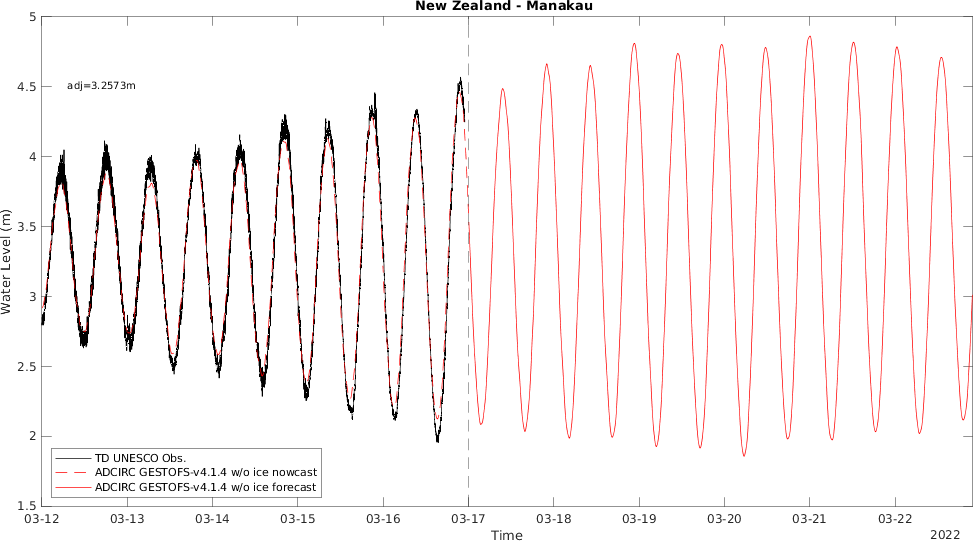 New Zealand - Manakau
5
adj=3.2573m
4.5
4
3.5
3
2.5
2
1.5
Water Level (m)
TD UNESCO Obs.
ADCIRC GESTOFS-v4.1.4 w/o ice nowcast
ADCIRC GESTOFS-v4.1.4 w/o ice forecast
03-12 03-13 03-14 03-15 03-16 03-17 03-18 03-19 03-20 03-21 03-22
Time
2022